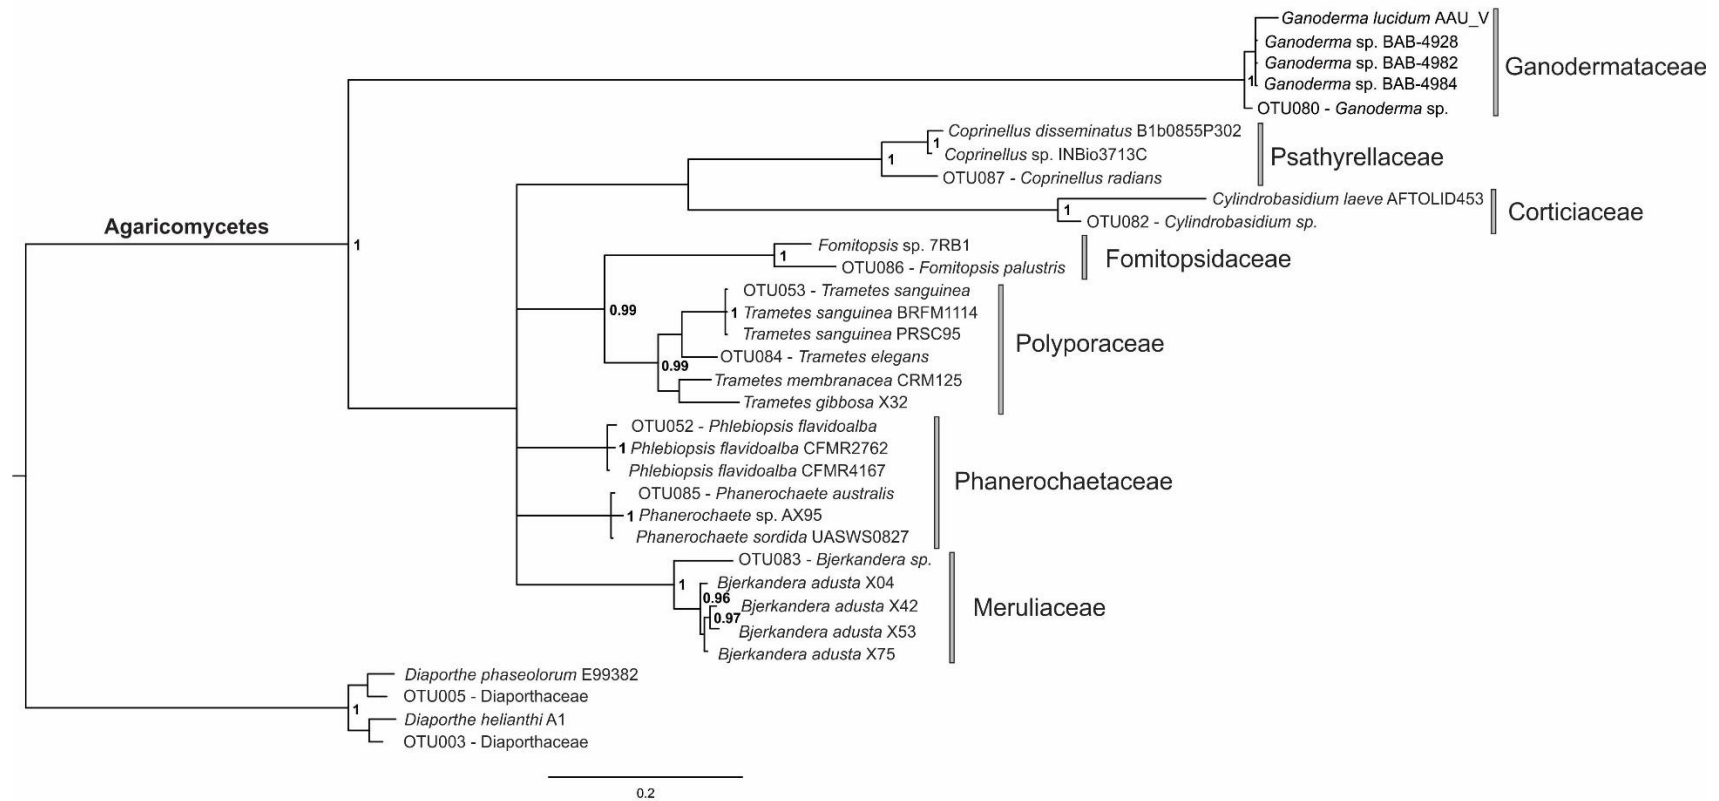 Ganoderma lucidum AAU_V
Ganoderma sp. BAB-4928
Ganoderma sp. BAB-4982
Ganoderma sp. BAB-4984
1
OTU080 - Ganoderma sp.
Ganodermataceae
Coprinellus disseminatus B1b0855P302
1
Coprinellus sp. INBio3713C
1
OTU087 - Coprinellus radians
Psathyrellaceae
Cylindrobasidium laeve AFTOLID453
1
OTU082 - Cylindrobasidium sp.
Corticiaceae
Agaricomycetes
1
Fomitopsis sp. 7RB1
1
OTU086 - Fomitopsis palustris
Fomitopsidaceae
0.99
OTU053 - Trametes sanguinea
1 Trametes sanguinea BRFM1114
Trametes sanguinea PRSC95
OTU084 - Trametes elegans
0.99
Trametes membranacea CRM125
Trametes gibbosa X32
Polyporaceae
OTU052 - Phlebiopsis flavidoalba
1 Phlebiopsis flavidoalba CFMR2762
Phlebiopsis flavidoalba CFMR4167
OTU085 - Phanerochaete australis
1 Phanerochaete sp. AX95
Phanerochaete sordida UASWS0827
Phanerochaetaceae
OTU083 - Bjerkandera sp.
1
Bjerkandera adusta X04
0.96
Bjerkandera adusta X42
0.97
Bjerkandera adusta X53
Bjerkandera adusta X75
Meruliaceae
Diaporthe phaseolorum E99382
OTU005 - Diaporthaceae
1
Diaporthe helianthi A1
OTU003 - Diaporthaceae
0.2